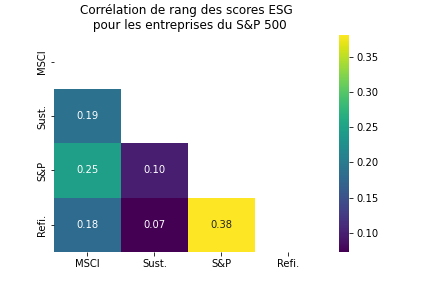 Corrélation de rang des scores ESG
pour les entreprises du S&P 500
MSCI
Sust.
0.19
S&P
0.25 0.10
Refi.
0.18 0.07 0.38
MSCI Sust. S&P Refi.
0.35
0.30
0.25
0.20
0.15
0.10